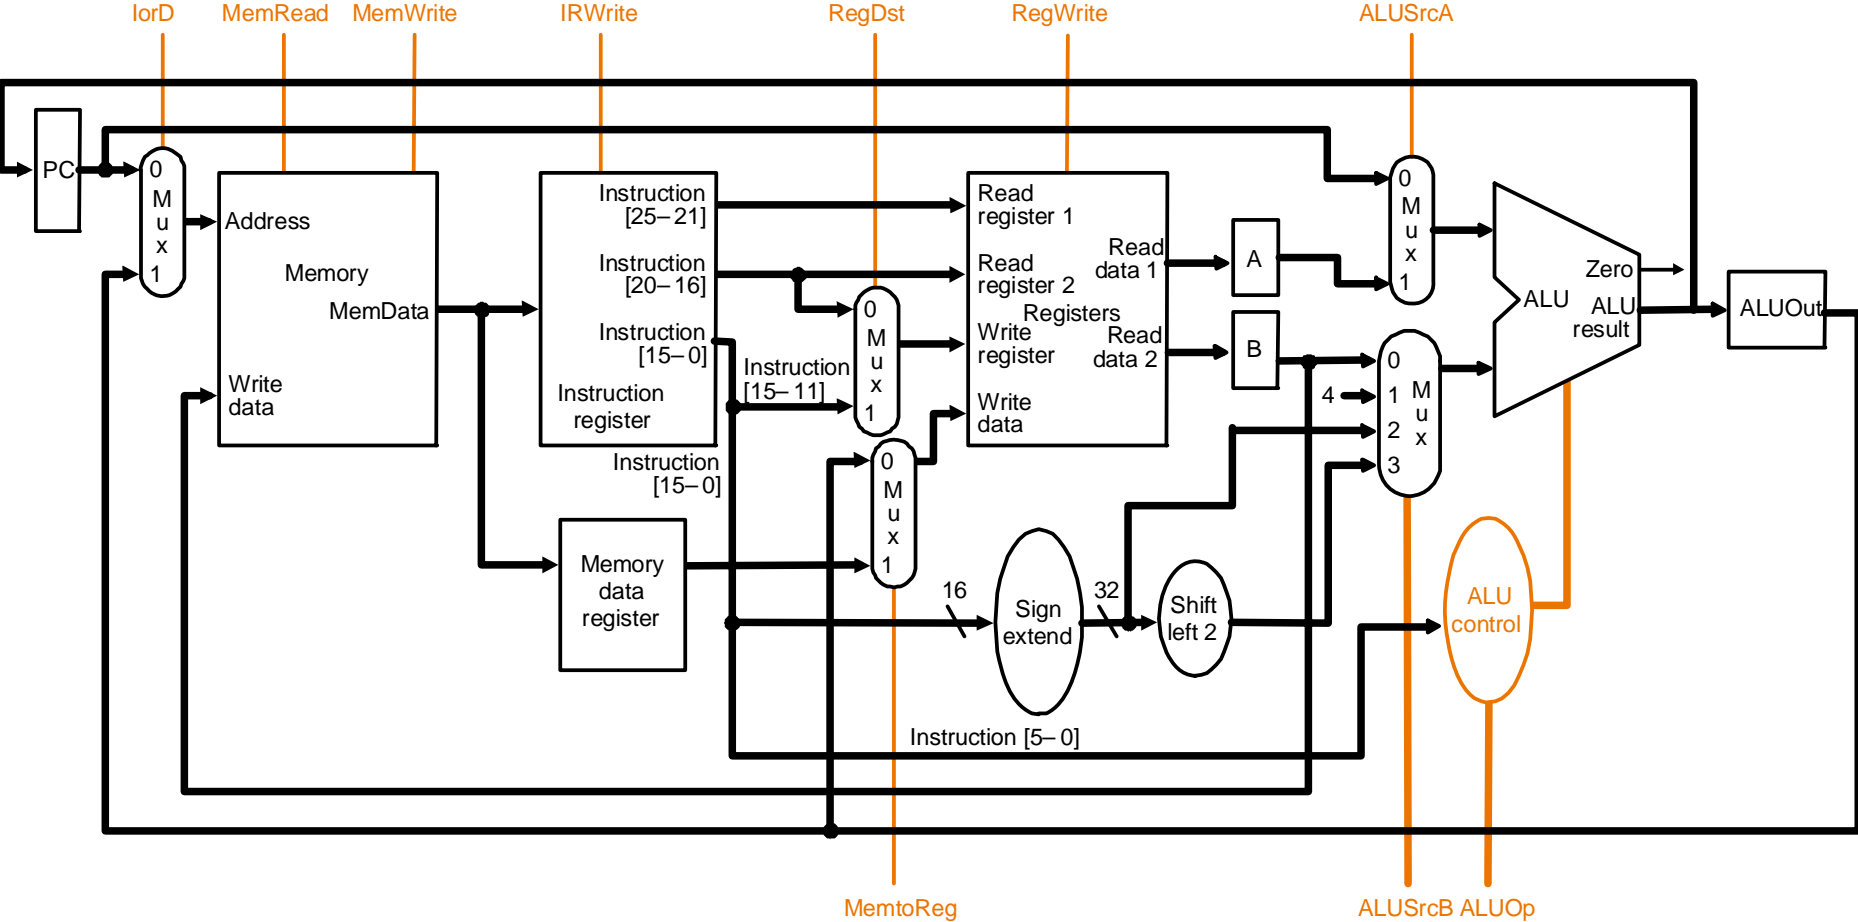 IorD
MemRead
MemWrite
IRWrite
RegDst
RegWrite
ALUSrcA
PC
0
M
u
x
1
Address
Memory
MemData
Write
data
Instruction
[25–21]
Instruction
[20–16]
Instruction
[15–0]
Instruction
register
Instruction
[15–0]
Instruction
[15–11]
0
M
u
x
1
0
M
u
x
1
Memory
data
register
Read
register 1
Read
register 2
Registers
Write
register
Write
data
Read
data 1
Read
data 2
A
B
0
M
u
x
1
4
0
1
2
3
M
u
x
Zero
ALU
ALU
result
ALUOut
16
Sign
extend
32
Shift
left 2
ALU
control
Instruction [5–0]
MemtoReg
ALUSrcB
ALUOp